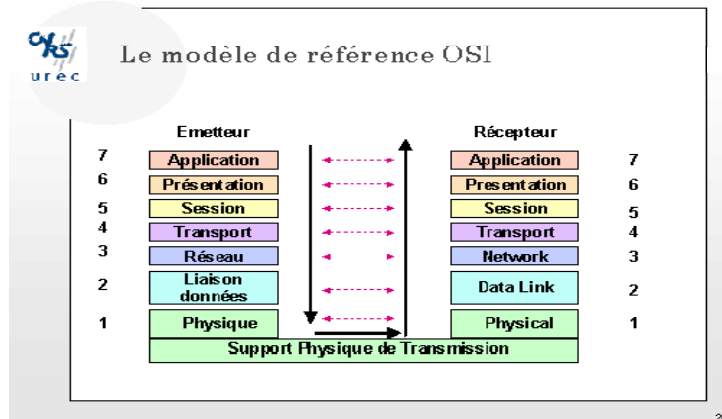 CNRS
urec
Le modèle de référence OSI
Emetteur Récepteur
7 Application Application 7
6 Présentation Presentation 6
5 Session Session 5
4 Transport Transport 4
3 Réseau Network 3
2 Liaison données Data Link 2
1 Physique Physical 1
Support Physique de Transmission